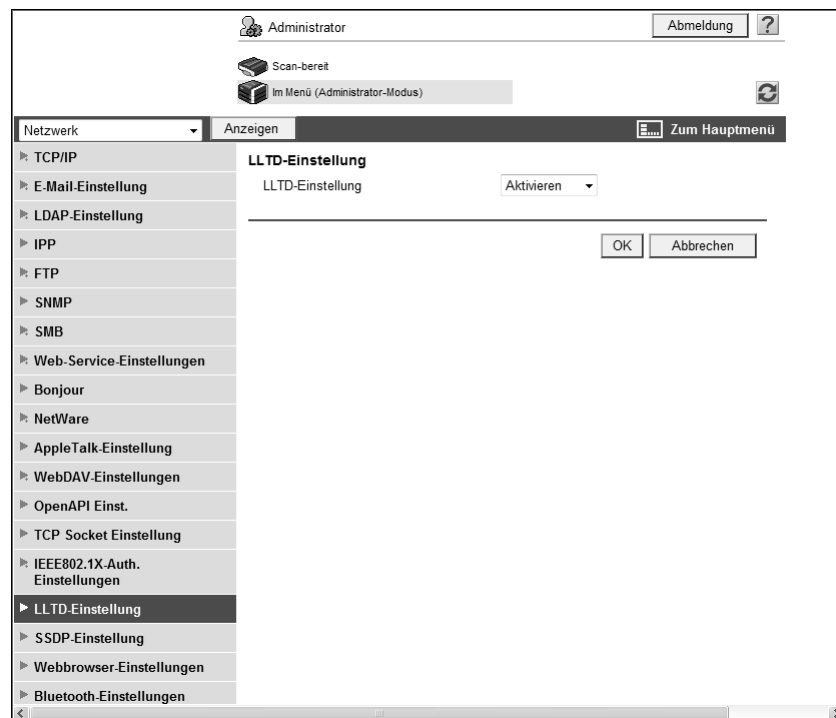 Administrator
Abmeldung
?
Scan-bereit
Im Menü (Administrator-Modus)
Netzwerk
Anzeigen
Zum Hauptmenü
TCP/IP
E-Mail-Einstellung
LDAP-Einstellung
IPP
FTP
SNMP
SMB
Web-Service-Einstellungen
Bonjour
NetWare
AppleTalk-Einstellung
WebDAV-Einstellungen
OpenAPI Einst.
TCP Socket Einstellung
IEEE802.1X-Auth.
Einstellungen
LLTD-Einstellung
SSDP-Einstellung
Webbrowser-Einstellungen
Bluetooth-Einstellungen
LLTD-Einstellung
LLTD-Einstellung
Aktivieren
OK
Abbrechen